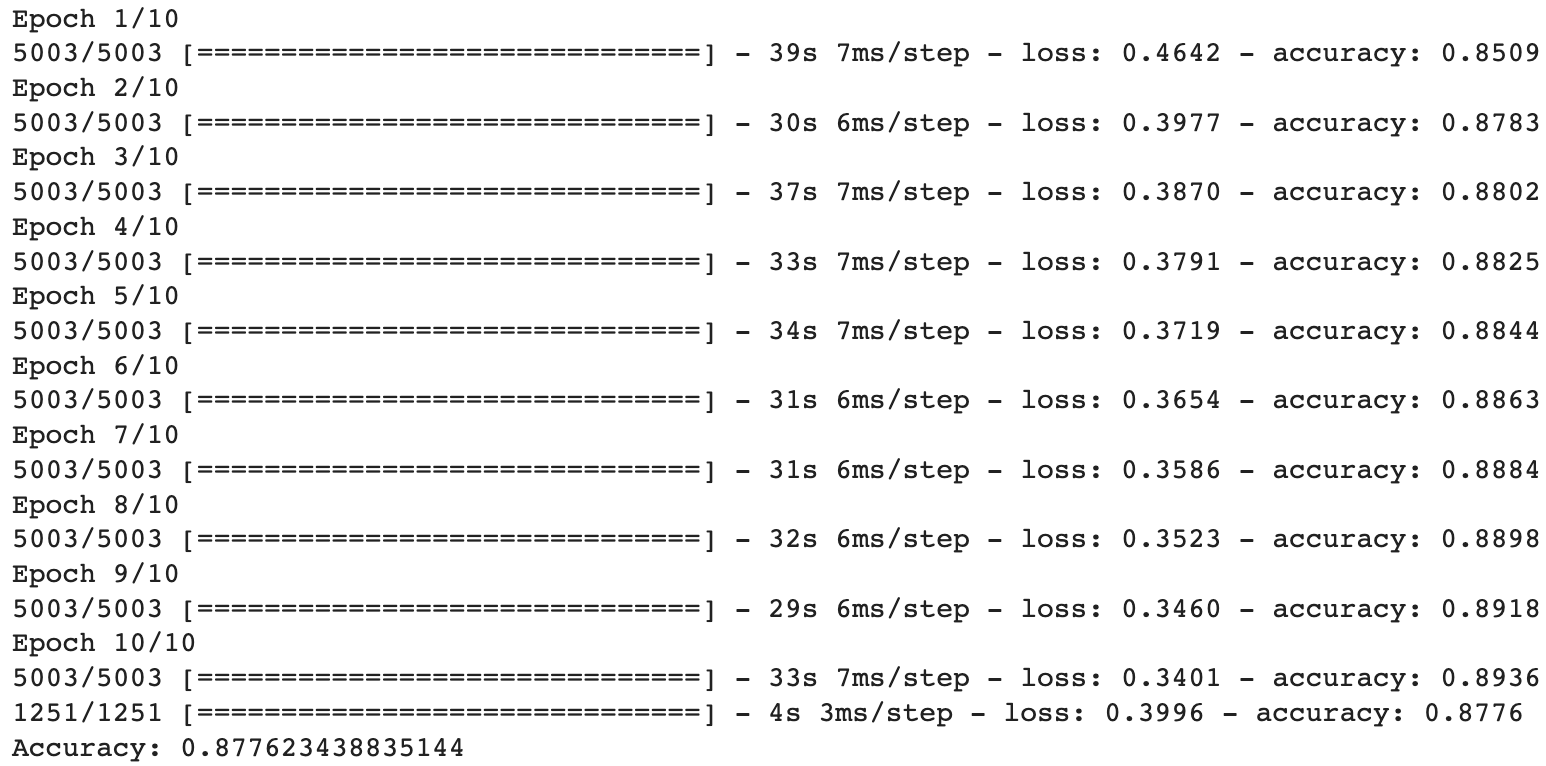 Epoch 1/10
5003/5003 [==============================] - 39s 7ms/step - loss: 0.4642 - accuracy: 0.8509
Epoch 2/10
5003/5003 [==============================] - 30s 6ms/step - loss: 0.3977 - accuracy: 0.8783
Epoch 3/10
5003/5003 [==============================] - 37s 7ms/step - loss: 0.3870 - accuracy: 0.8802
Epoch 4/10
5003/5003 [==============================] - 33s 7ms/step - loss: 0.3791 - accuracy: 0.8825
Epoch 5/10
5003/5003 [==============================] - 34s 7ms/step - loss: 0.3719 - accuracy: 0.8844
Epoch 6/10
5003/5003 [==============================] - 31s 6ms/step - loss: 0.3654 - accuracy: 0.8863
Epoch 7/10
5003/5003 [==============================] - 31s 6ms/step - loss: 0.3586 - accuracy: 0.8884
Epoch 8/10
5003/5003 [==============================] - 32s 6ms/step - loss: 0.3523 - accuracy: 0.8898
Epoch 9/10
5003/5003 [==============================] - 29s 6ms/step - loss: 0.3460 - accuracy: 0.8918
Epoch 10/10
5003/5003 [==============================] - 33s 7ms/step - loss: 0.3401 - accuracy: 0.8936
1251/1251 [==============================] - 4s 3ms/step - loss: 0.3996 - accuracy: 0.8776
Accuracy: 0.877623438835144